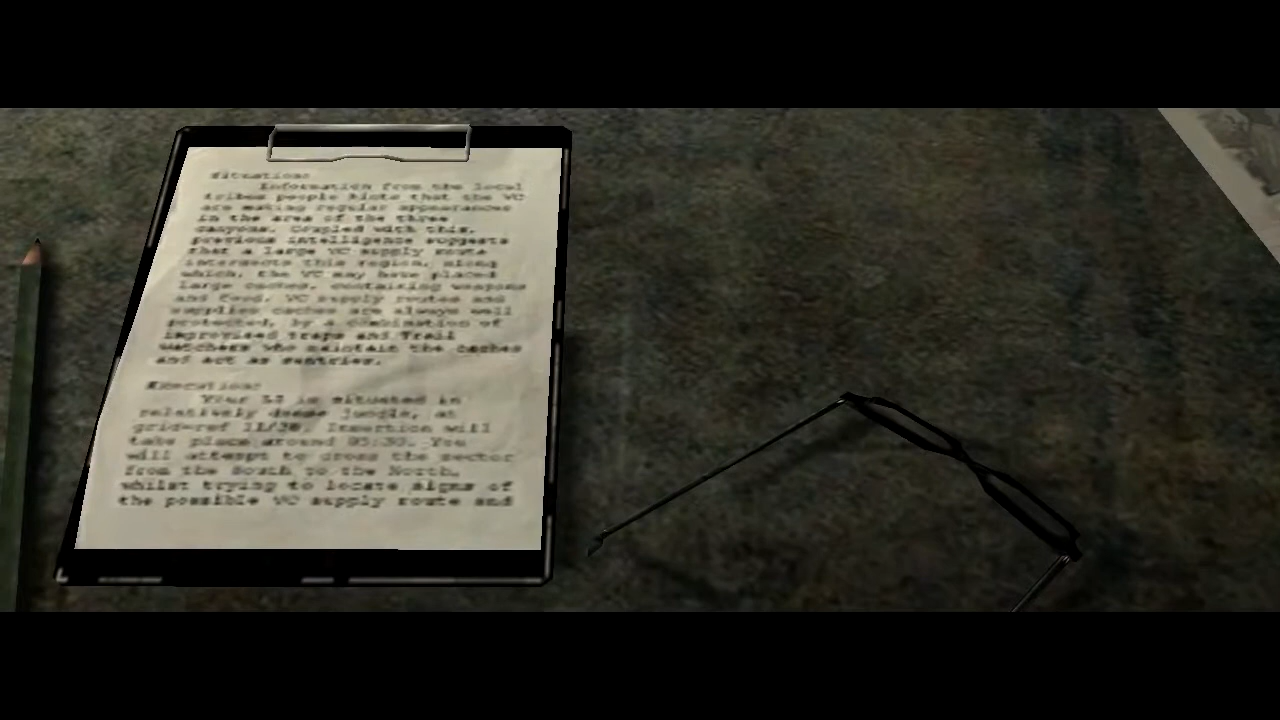 Situation:
Information from the local
tribes people hints that the VC
are making regular appearances
in the area of the three
canyons. Coupled with this,
previous intelligence suggests
that a large VC supply route
intersects this region, along
which, the VC may have placed
large caches, containing weapons
and food. VC supply routes and
supplies caches are always well
protected, by a combination of
improvised traps and Trail
watchers who maintain the caches
and act as sentries.
Execution:
Your LZ is situated in
relatively dense jungle, at
grid-ref 11/30. Insertion will
take place around 05:30. You
will attempt to cross the sector
from the South to the North,
whilst trying to locate signs of
the possible VC supply route and